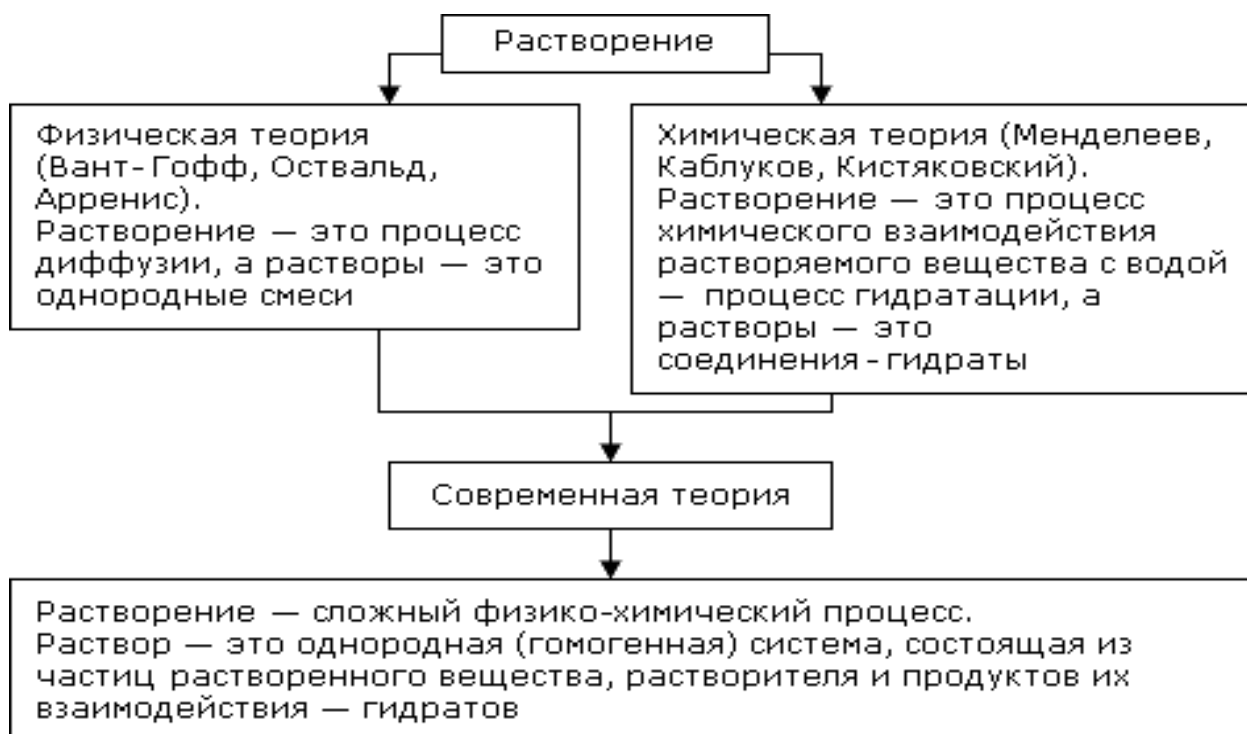 Растворение
Физическая теория
(Вант-Гофф, Оствальд,
Арренис).
Растворение — это процесс
диффузии, а растворы — это
однородные смеси
Химическая теория (Менделеев,
Каблуков, Кистяковский).
Растворение — это процесс
химического взаимодействия
растворяемого вещества с водой
— процесс гидратации, а
растворы — это
соединения-гидраты
Современная теория
Растворение — сложный физико-химический процесс.
Раствор — это однородная (гомогенная) система, состоящая из
частиц растворенного вещества, растворителя и продуктов их
взаимодействия — гидратов